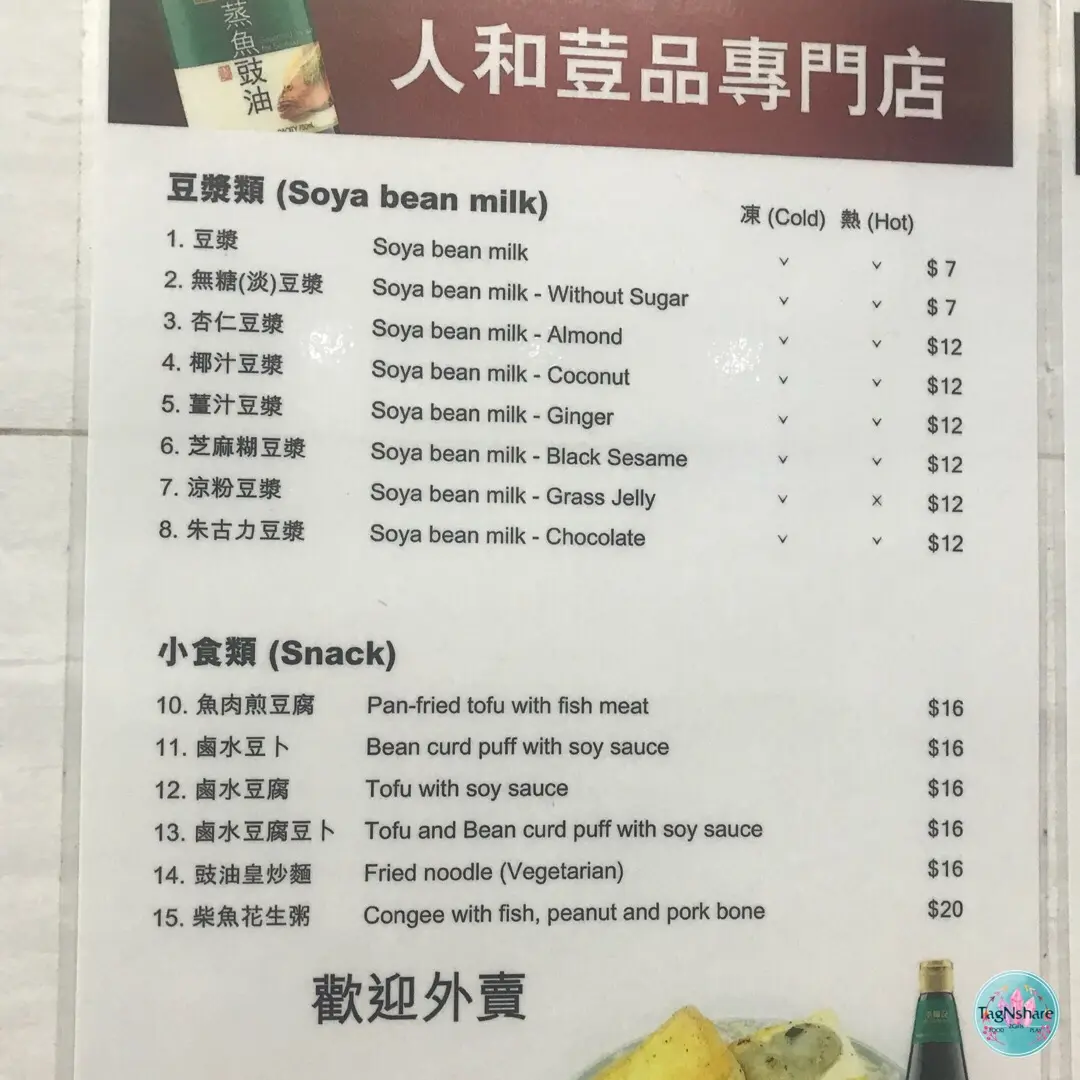 蒸魚豉油
人和荳品專門店
豆漿類 (Soya bean milk) 凍 (Cold) 熱 (Hot)
1. 豆漿 Soya bean milk ˅ ˅ $ 7
2. 無糖(淡)豆漿 Soya bean milk - Without Sugar ˅ ˅ $ 7
3. 杏仁豆漿 Soya bean milk - Almond ˅ ˅ $12
4. 椰汁豆漿 Soya bean milk - Coconut ˅ ˅ $12
5. 薑汁豆漿 Soya bean milk - Ginger ˅ ˅ $12
6. 芝麻糊豆漿 Soya bean milk - Black Sesame ˅ ˅ $12
7. 涼粉豆漿 Soya bean milk - Grass Jelly ˅ × $12
8. 朱古力豆漿 Soya bean milk - Chocolate ˅ ˅ $12
小食類 (Snack)
10. 魚肉煎豆腐 Pan-fried tofu with fish meat $16
11. 鹵水豆卜 Bean curd puff with soy sauce $16
12. 鹵水豆腐 Tofu with soy sauce $16
13. 鹵水豆腐豆卜 Tofu and Bean curd puff with soy sauce $16
14. 豉油皇炒麵 Fried noodle (Vegetarian) $16
15. 柴魚花生粥 Congee with fish, peanut and pork bone $20
歡迎外賣
TagNshare